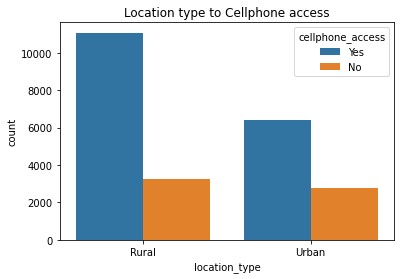 Location type to Cellphone access
cellphone_access
Yes
No
10000
8000
6000
4000
2000
0
count
Rural
Urban
location_type